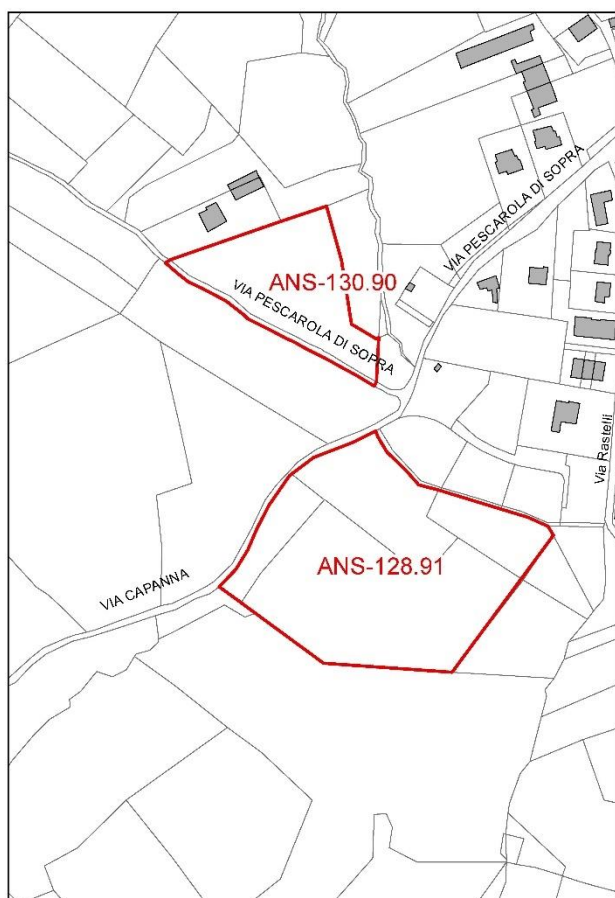 VIA PESCAROLA DI SOPRA
ANS-130.90
VIA PESCAROLA DI SOPRA
Via Rastelli
ANS-128.91
VIA CAPANNA